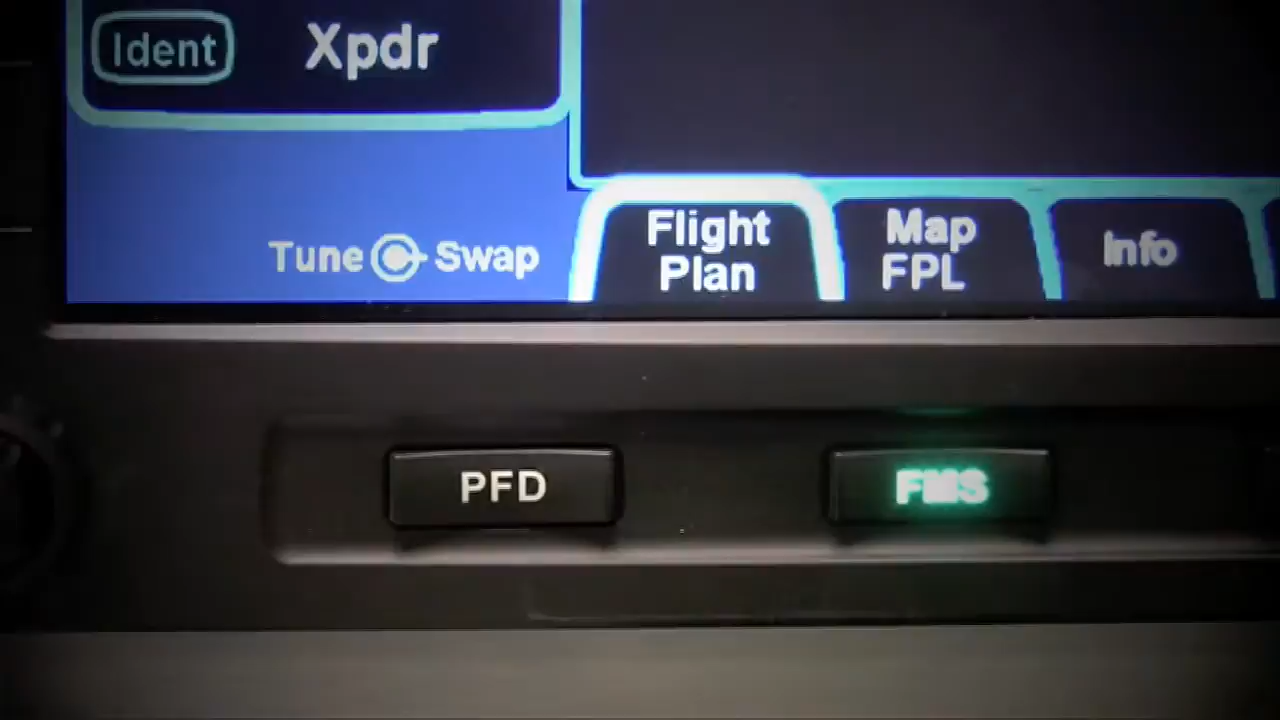 Ident Xpdr
Tune Swap
Flight
Plan
Map
FPL
Info
PFD
FMS